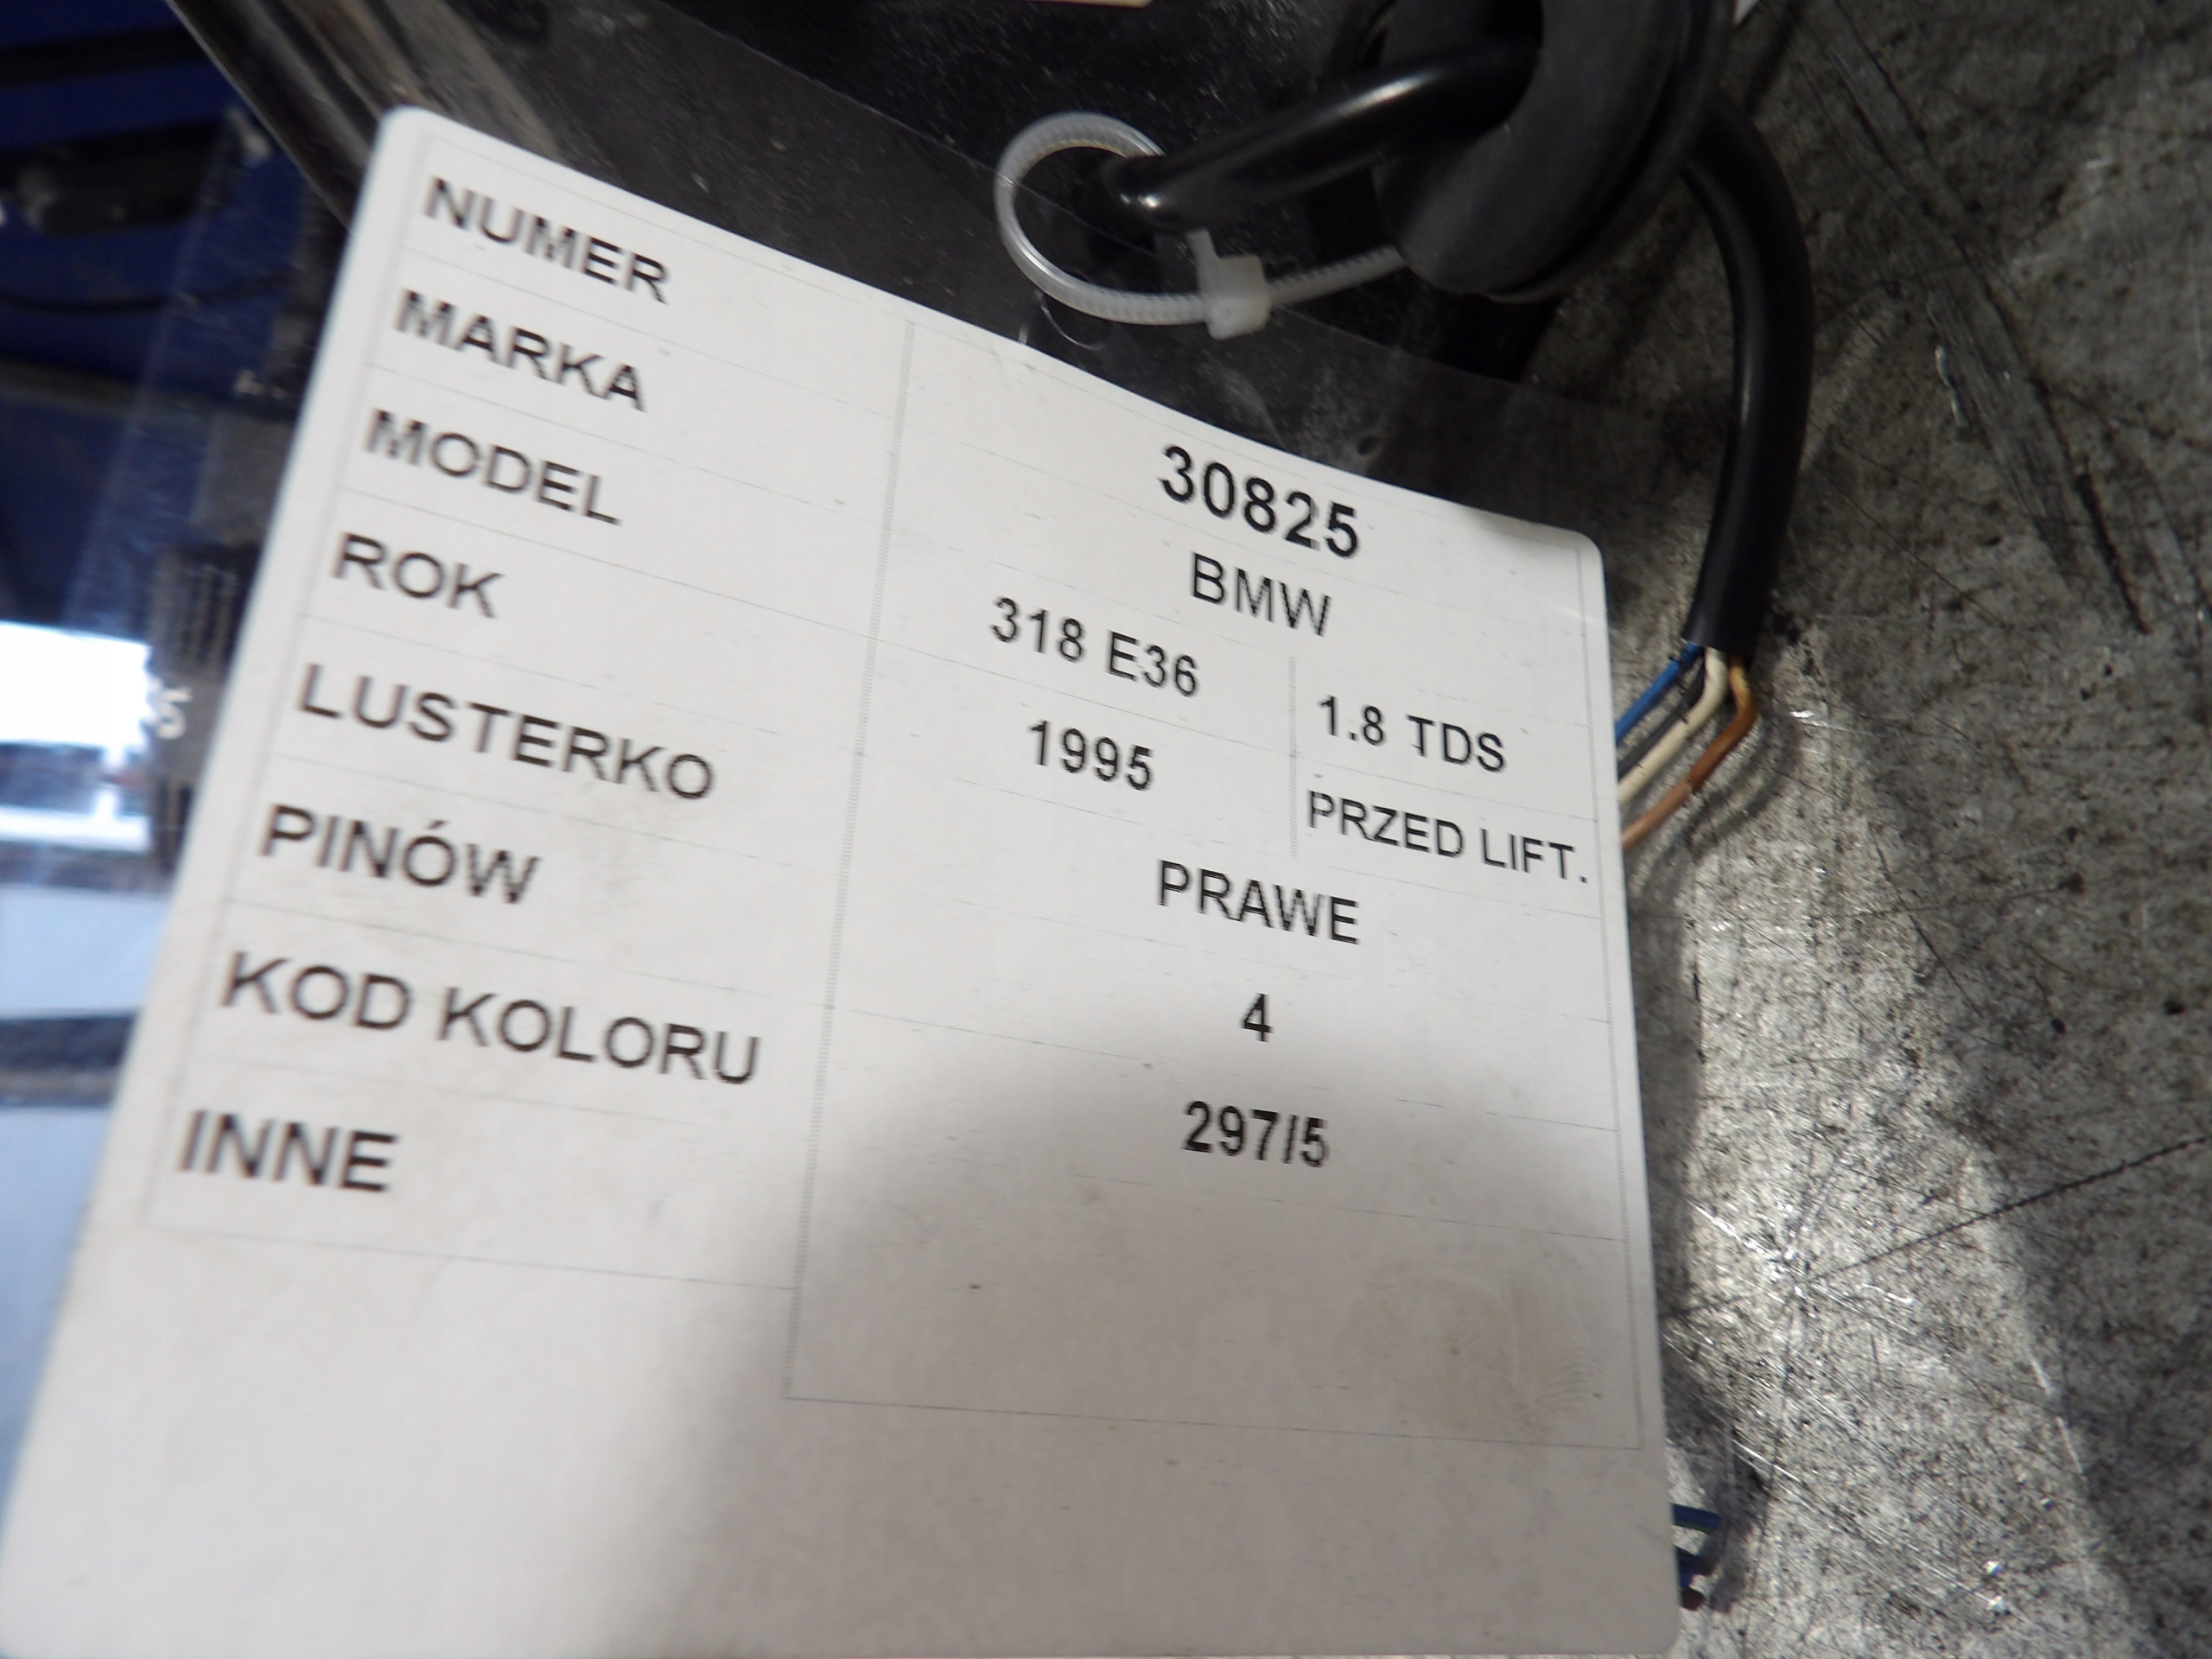 NUMER 30825
MARKA BMW
MODEL 318 E36 1.8 TDS
ROK 1995 PRZED LIFT.
LUSTERKO PRAWE
PINÓW 4
KOD KOLORU 297/5
INNE